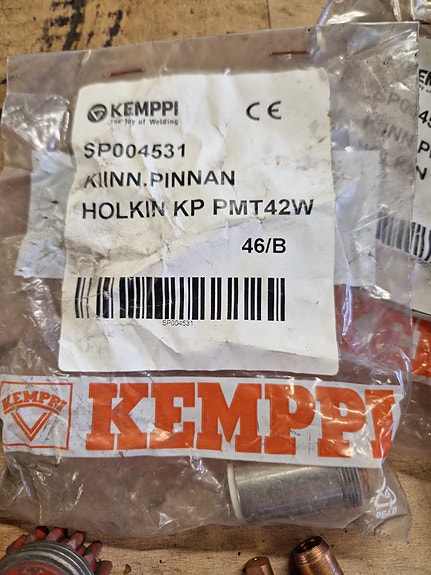 KEMPPI
The Joy of Welding
CE
SP004531
KIINN.PINNAN
HOLKIN KP PMT42W
46/B
SP004531
KEMPPI
KEMPPI